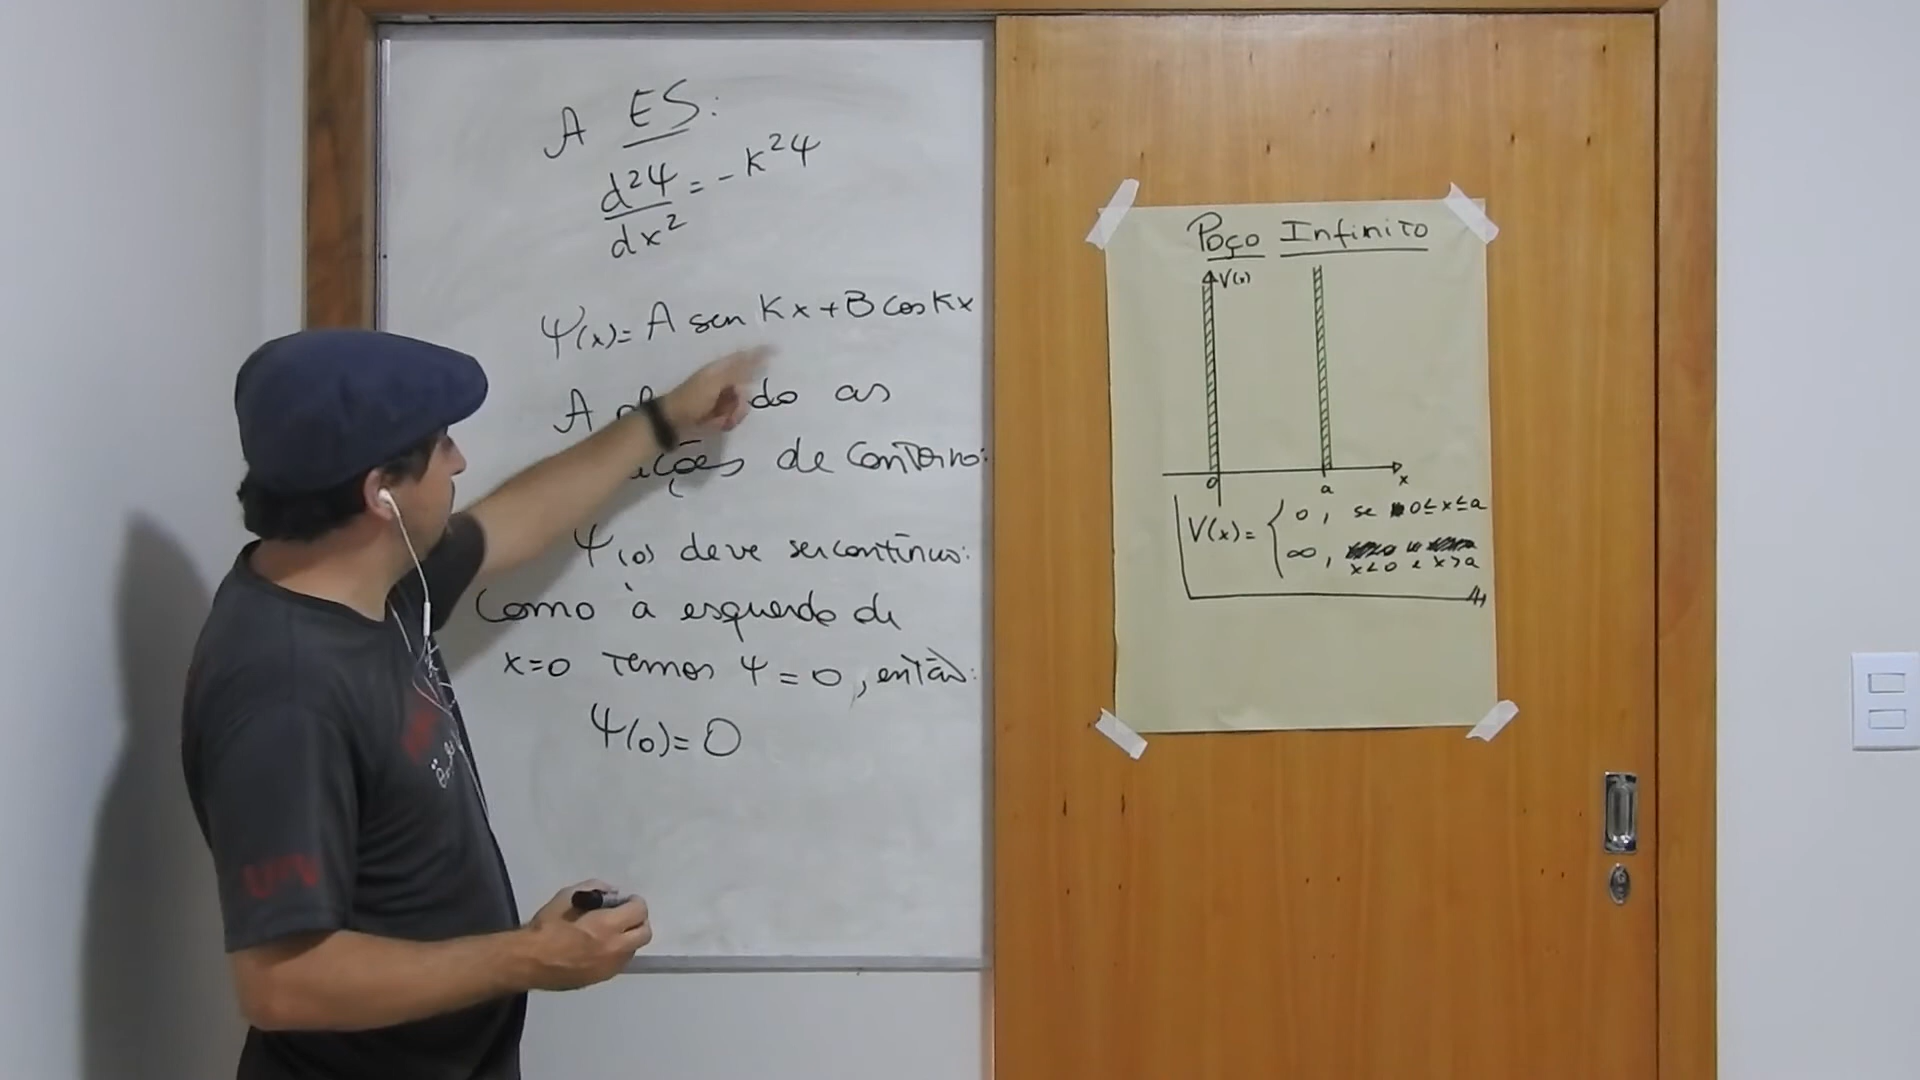 A ES:
d²Ψ/dx² = -k²Ψ
Ψ(x)= A sen Kx + B cos Kx
A do as
ções de contorno:
Ψ(0) deve ser contínua:
Como à esquerda de
x=0 temos Ψ = 0, então:
Ψ(0)= 0
Poço Infinito
V(x)
0 a x
V(x)= { 0, se 0≤x≤a
∞, x<0 e x>a